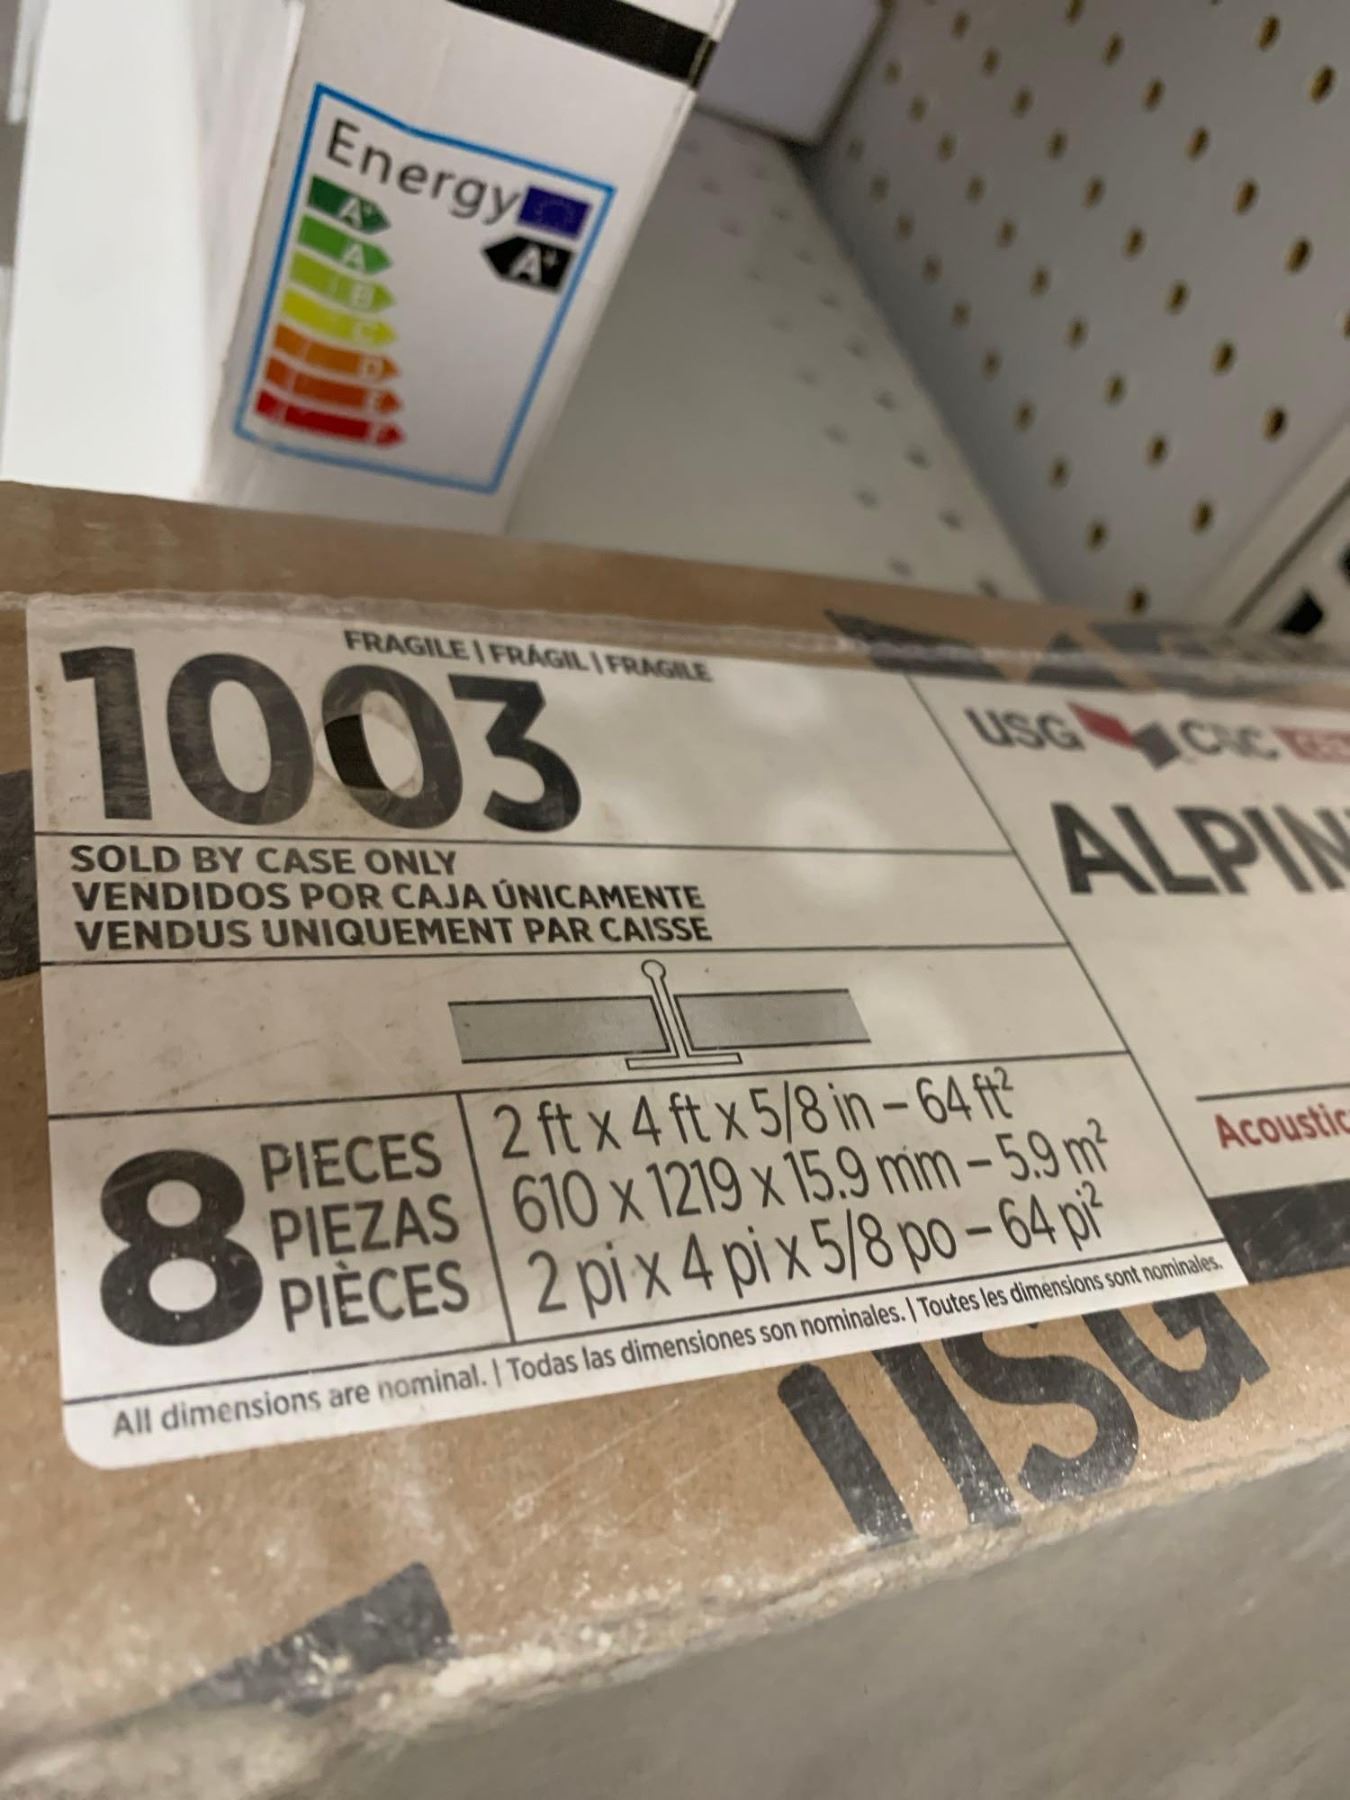 Energy
A+
A+
A
B
C
D
E
F
FRAGILE | FRÁGIL | FRAGILE
1003
SOLD BY CASE ONLY
VENDIDOS POR CAJA ÚNICAMENTE
VENDUS UNIQUEMENT PAR CAISSE
8
PIECES
PIEZAS
PIÈCES
2 ft x 4 ft x 5/8 in – 64 ft²
610 x 1219 x 15.9 mm – 5.9 m²
2 pi x 4 pi x 5/8 po – 64 pi²
All dimensions are nominal. | Todas las dimensiones son nominales. | Toutes les dimensions sont nominales.
USG CGC
ALPIN
Acoustic
USG